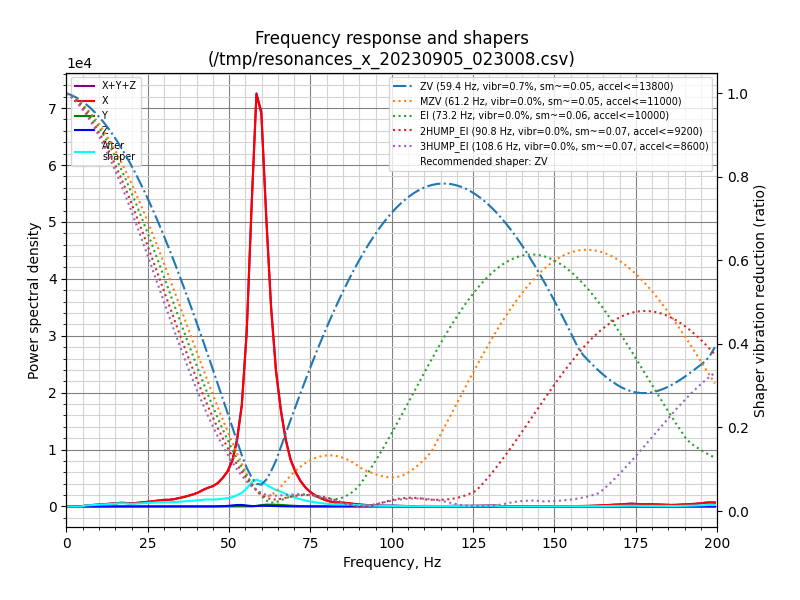 Frequency response and shapers
(/tmp/resonances_x_20230905_023008.csv)
1e4
X+Y+Z
X
Y
Z
After
shaper
ZV (59.4 Hz, vibr=0.7%, sm~=0.05, accel<=13800)
MZV (61.2 Hz, vibr=0.0%, sm~=0.05, accel<=11000)
EI (73.2 Hz, vibr=0.0%, sm~=0.06, accel<=10000)
2HUMP_EI (90.8 Hz, vibr=0.0%, sm~=0.07, accel<=9200)
3HUMP_EI (108.6 Hz, vibr=0.0%, sm~=0.07, accel<=8600)
Recommended shaper: ZV
7
6
5
4
3
2
1
0
Power spectral density
1.0
0.8
0.6
0.4
0.2
0.0
Shaper vibration reduction (ratio)
0 25 50 75 100 125 150 175 200
Frequency, Hz